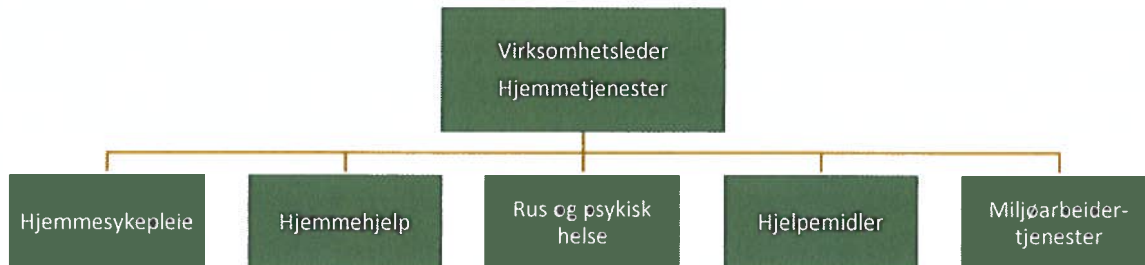 Virksomhetsleder
Hjemmetjenester
Hjemmesykepleie
Hjemmehjelp
Rus og psykisk
helse
Hjelpemidler
Miljøarbeider-
tjenester